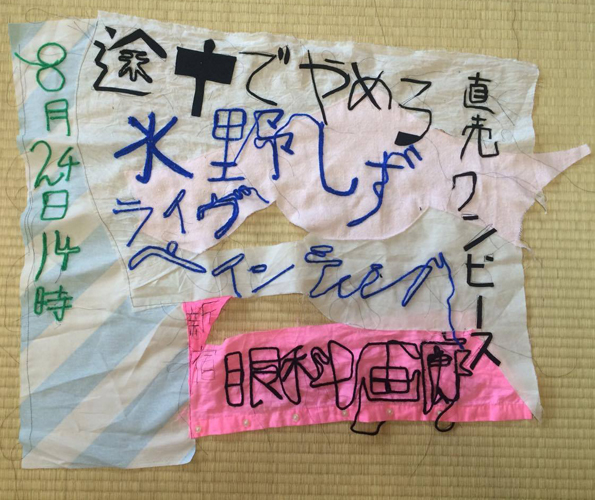 途中でやめる
水野しず
ライヴ
ペインティング
直売ワンピース
8月24日14時
新宿
眼科画廊